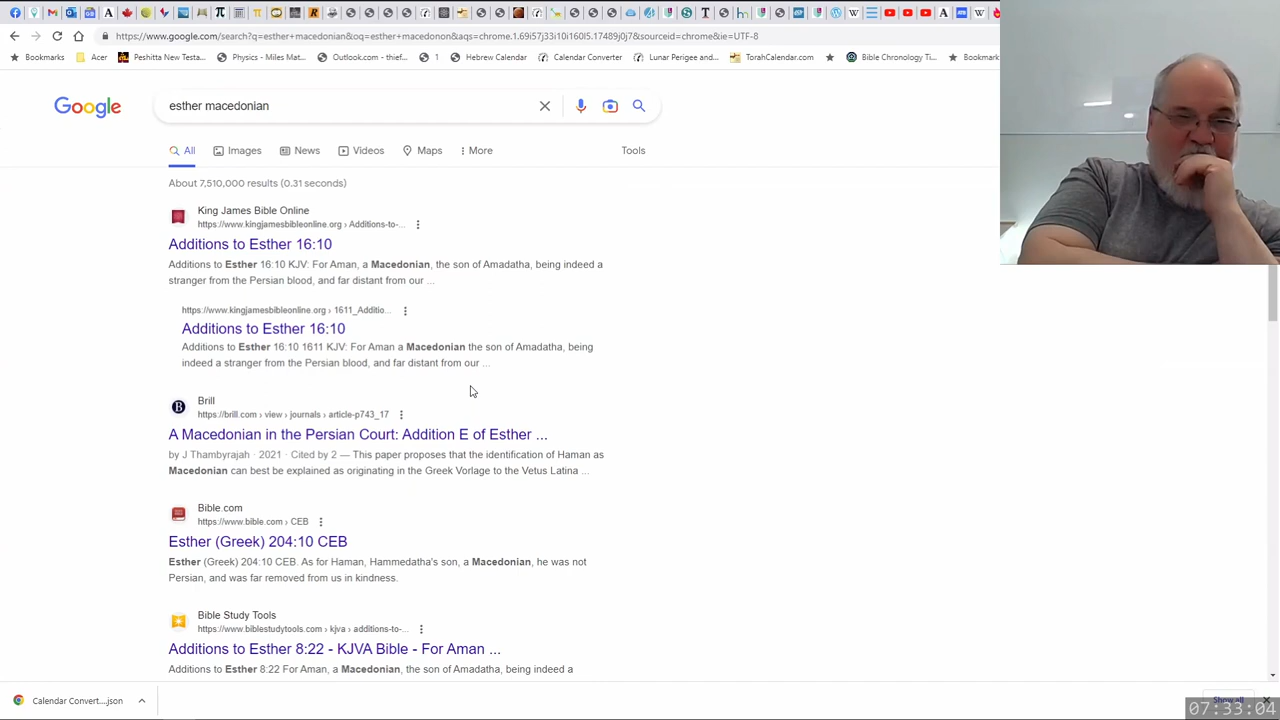 https://www.google.com/search?q=esther+macedonian&oq=esther+macedonon&aqs=chrome.1.69i57j33i10i160l5.17489j0j7&sourceid=chrome&ie=UTF-8
Bookmarks Acer Peshitta New Testa... Physics - Miles Mat... Outlook.com - thief... 1 Hebrew Calendar Calendar Converter Lunar Perigee and... TorahCalendar.com Bible Chronology Ti... Bookmark
Google
esther macedonian
All Images News Videos Maps More Tools
About 7,510,000 results (0.31 seconds)
King James Bible Online
https://www.kingjamesbibleonline.org › Additions-to-...
Additions to Esther 16:10
Additions to Esther 16:10 KJV: For Aman, a Macedonian, the son of Amadatha, being indeed a
stranger from the Persian blood, and far distant from our ...
https://www.kingjamesbibleonline.org › 1611_Additio...
Additions to Esther 16:10
Additions to Esther 16:10 1611 KJV: For Aman a Macedonian the son of Amadatha, being
indeed a stranger from the Persian blood, and far distant from our ...
Brill
https://brill.com › view › journals › article-p743_17
A Macedonian in the Persian Court: Addition E of Esther ...
by J Thambyrajah · 2021 · Cited by 2 — This paper proposes that the identification of Haman as
Macedonian can best be explained as originating in the Greek Vorlage to the Vetus Latina ...
Bible.com
https://www.bible.com › CEB
Esther (Greek) 204:10 CEB
Esther (Greek) 204:10 CEB. As for Haman, Hammedatha's son, a Macedonian, he was not
Persian, and was far removed from us in kindness.
Bible Study Tools
https://www.biblestudytools.com › kjva › additions-to-...
Additions to Esther 8:22 - KJVA Bible - For Aman ...
Additions to Esther 8:22 For Aman, a Macedonian, the son of Amadatha, being indeed a
Calendar Convert....json
Show all
07:33:04